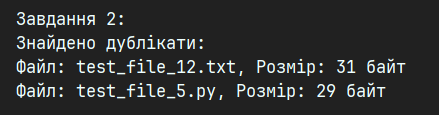 Завдання 2:
Знайдено дублікати:
Файл: test_file_12.txt, Розмір: 31 байт
Файл: test_file_5.py, Розмір: 29 байт